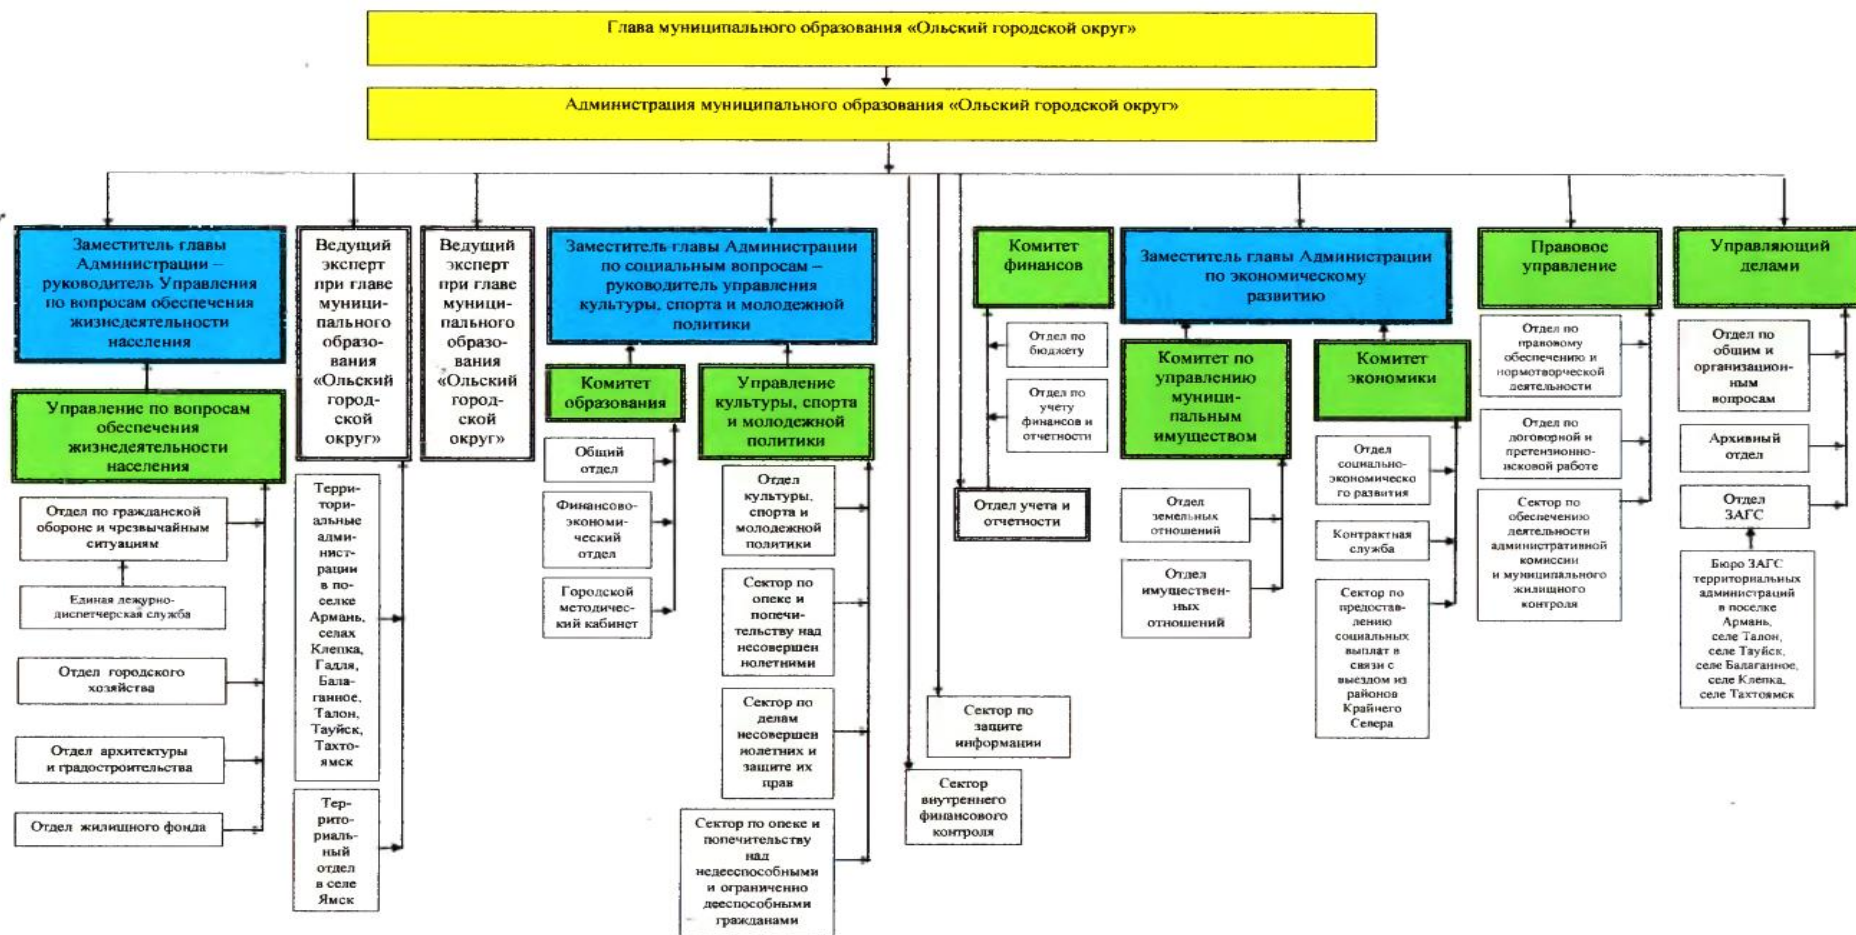 Глава муниципального образования «Ольский городской округ»
Администрация муниципального образования «Ольский городской округ»
Заместитель главы
Администрации –
руководитель Управления
по вопросам обеспечения
жизнедеятельности
населения
Управление по вопросам
обеспечения
жизнедеятельности
населения
Отдел по гражданской
обороне и чрезвычайным
ситуациям
Единая дежурно-
диспетчерская служба
Отдел городского
хозяйства
Отдел архитектуры
и градостроительства
Отдел жилищного фонда
Ведущий
эксперт
при главе
муници-
пального
образо-
вания
«Ольский
город-
ской
округ»
Терри-
ториаль-
ные
адми-
нист-
рации
в по-
селке
Армань,
селах
Клепка,
Гадля,
Бала-
ганное,
Талон,
Тауйск,
Тахто-
ямск
Тер-
рито-
риаль-
ный
отдел
в селе
Ямск
Ведущий
эксперт
при главе
муници-
пального
образо-
вания
«Ольский
город-
ской
округ»
Заместитель главы Администрации
по социальным вопросам –
руководитель управления
культуры, спорта и молодежной
политики
Комитет
образования
Общий
отдел
Финансово-
экономи-
ческий
отдел
Городской
методичес-
кий кабинет
Управление
культуры, спорта
и молодежной
политики
Отдел
культуры,
спорта и
молодежной
политики
Сектор по
опеке и
попечи-
тельству над
несовершен
нолетними
Сектор по
делам
несовершен
нолетних и
защите их
прав
Сектор по опеке и
попечительству
над
недееспособными
и ограниченно
дееспособными
гражданами
Сектор
внутреннего
финансового
контроля
Сектор по
защите
информации
Отдел учета и
отчетности
Комитет
финансов
Отдел по
бюджету
Отдел по
учету
финансов и
отчетности
Заместитель главы Администрации
по экономическому
развитию
Комитет по
управлению
муници-
пальным
имуществом
Отдел
земельных
отношений
Отдел
имуществен-
ных
отношений
Комитет
экономики
Отдел
социально-
экономическо
го развития
Контрактная
служба
Сектор по
предостав-
лению
социальных
выплат в
связи с
выездом из
районов
Крайнего
Севера
Правовое
управление
Отдел по
правовому
обеспечению и
нормотворческой
деятельности
Отдел по
договорной и
претензионно-
исковой работе
Сектор по
обеспечению
деятельности
административной
комиссии
и муниципального
жилищного
контроля
Управляющий
делами
Отдел по
общим и
организацион-
ным
вопросам
Архивный
отдел
Отдел
ЗАГС
Бюро ЗАГС
территориальных
администраций
в поселке
Армань,
селе Талон,
селе Тауйск,
селе Балаганное,
селе Клепка,
селе Тахтоямск